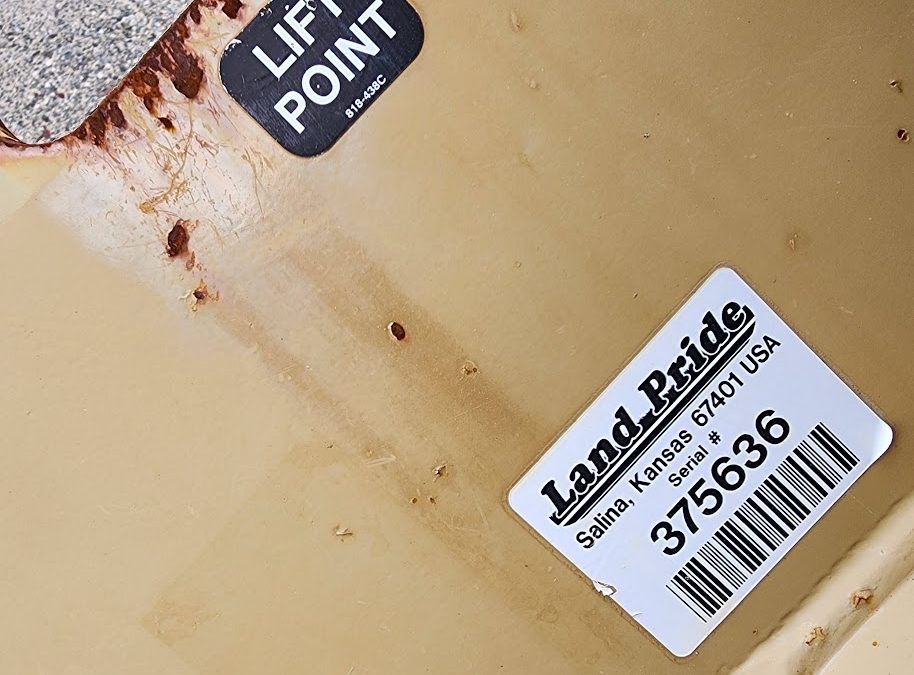 LIFT
POINT
818-438C
Land Pride
Salina, Kansas 67401 USA
Serial #
375636